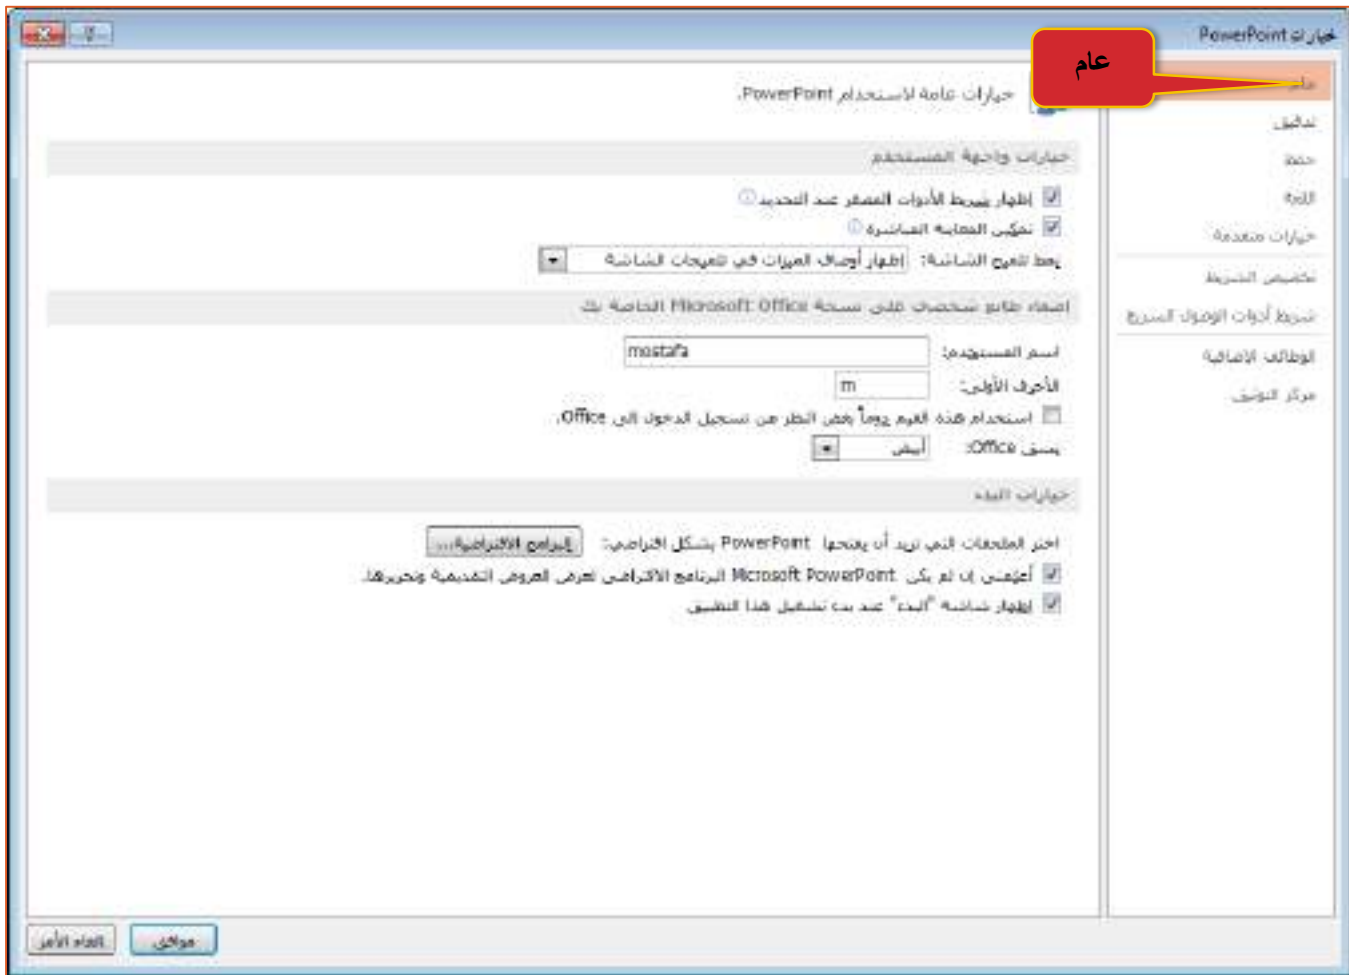 خيارات PowerPoint
عام
عام
تدقيق
حفظ
اللغة
خيارات متقدمة
تخصيص الشريط
شريط أدوات الوصول السريع
الوظائف الإضافية
مركز التوثيق
خيارات عامة لاستخدام PowerPoint.
خيارات واجهة المستخدم
إظهار شريط الأدوات المصغر عند التحديد
تمكين المعاينة المباشرة
نمط تلميح الشاشة: إظهار أوصاف الميزات في تلميحات الشاشة
إضفاء طابع شخصي على نسخة Microsoft Office الخاصة بك
اسم المستخدم: mostafa
الأحرف الأولى: m
استخدام هذه القيم دوماً بغض النظر عن تسجيل الدخول إلى Office.
نسق Office: أبيض
خيارات البدء
اختر الملحقات التي تريد أن يفتحها PowerPoint بشكل افتراضي: البرامج الافتراضية...
أعلمني إن لم يكن Microsoft PowerPoint البرنامج الافتراضي لعرض العروض التقديمية وتحريرها.
إظهار شاشة "البدء" عند بدء تشغيل هذا التطبيق
موافق
إلغاء الأمر